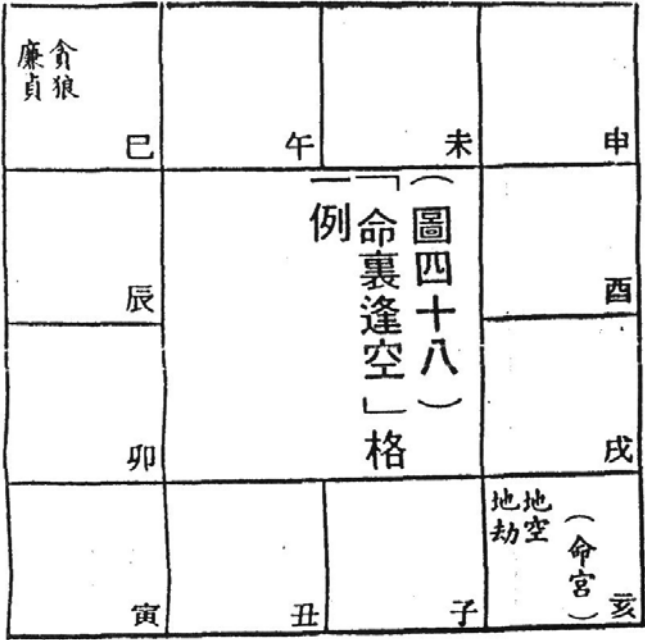 貪狼
廉貞
巳
午
未
申
辰
(圖四十八)
「命裏逢空」格
一例
酉
卯
戌
寅
丑
子
(命宮)
地空
地劫
亥